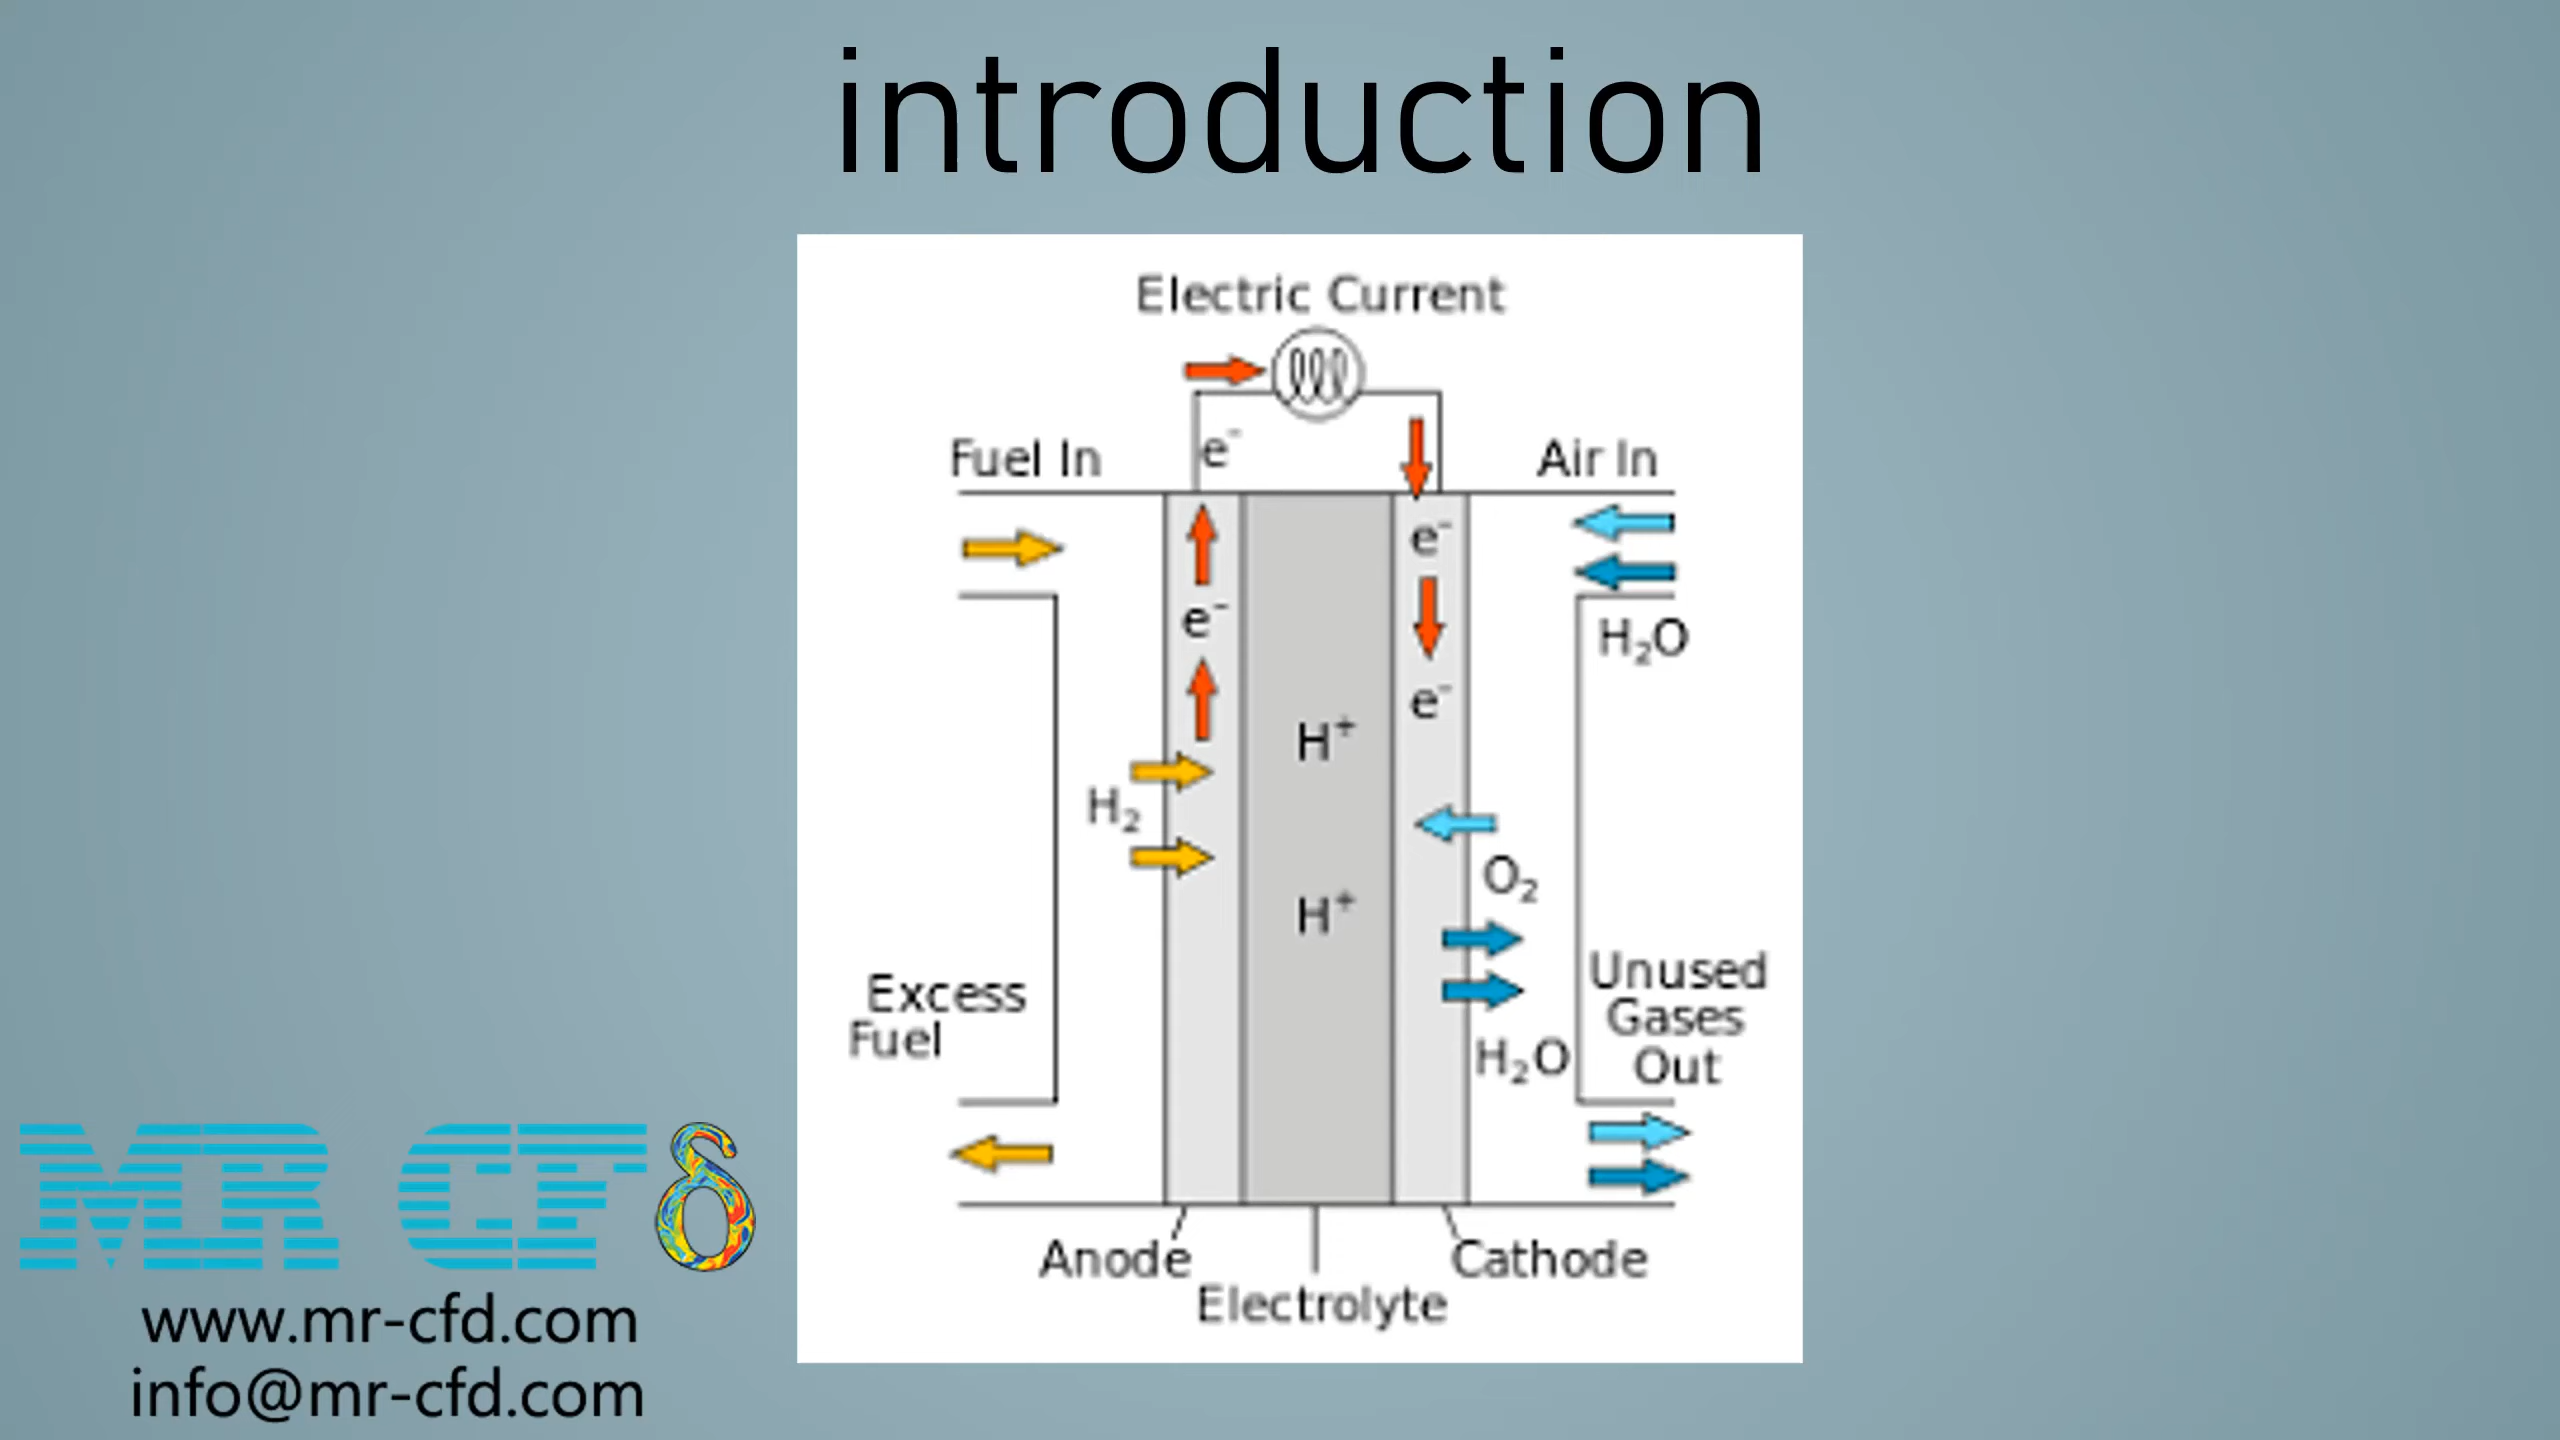 introduction
Electric Current
e⁻
Fuel In
Air In
e⁻
e⁻
H₂O
e⁻
H⁺
H₂
O₂
H⁺
Excess
Fuel
Unused
Gases
Out
H₂O
Anode
Cathode
Electrolyte
MR CFδ
www.mr-cfd.com
info@mr-cfd.com